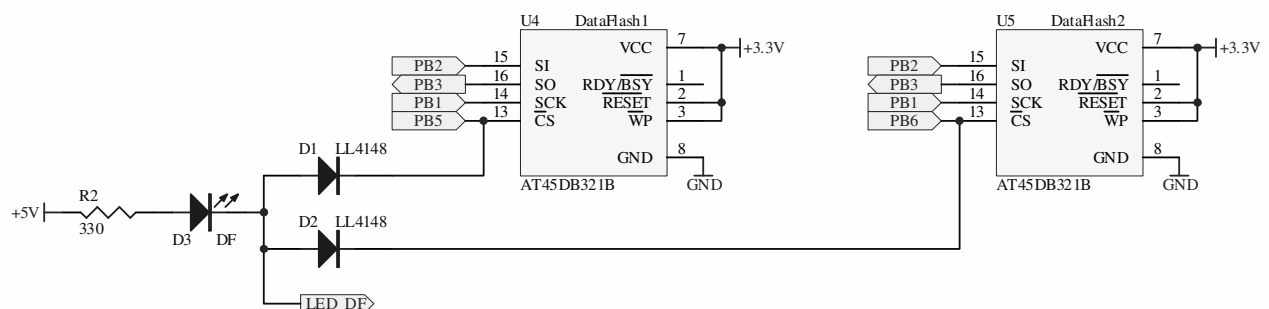 U4 DataFlash1
PB2 15 SI
PB3 16 SO
PB1 14 SCK
PB5 13 CS
VCC 7 +3.3V
RDY/BSY 1
RESET 2
WP 3
GND 8
GND
AT45DB321B
U5 DataFlash2
PB2 15 SI
PB3 16 SO
PB1 14 SCK
PB6 13 CS
VCC 7 +3.3V
RDY/BSY 1
RESET 2
WP 3
GND 8
GND
AT45DB321B
D1 LL4148
+5V
R2
330
D3 DF
D2 LL4148
LED DF